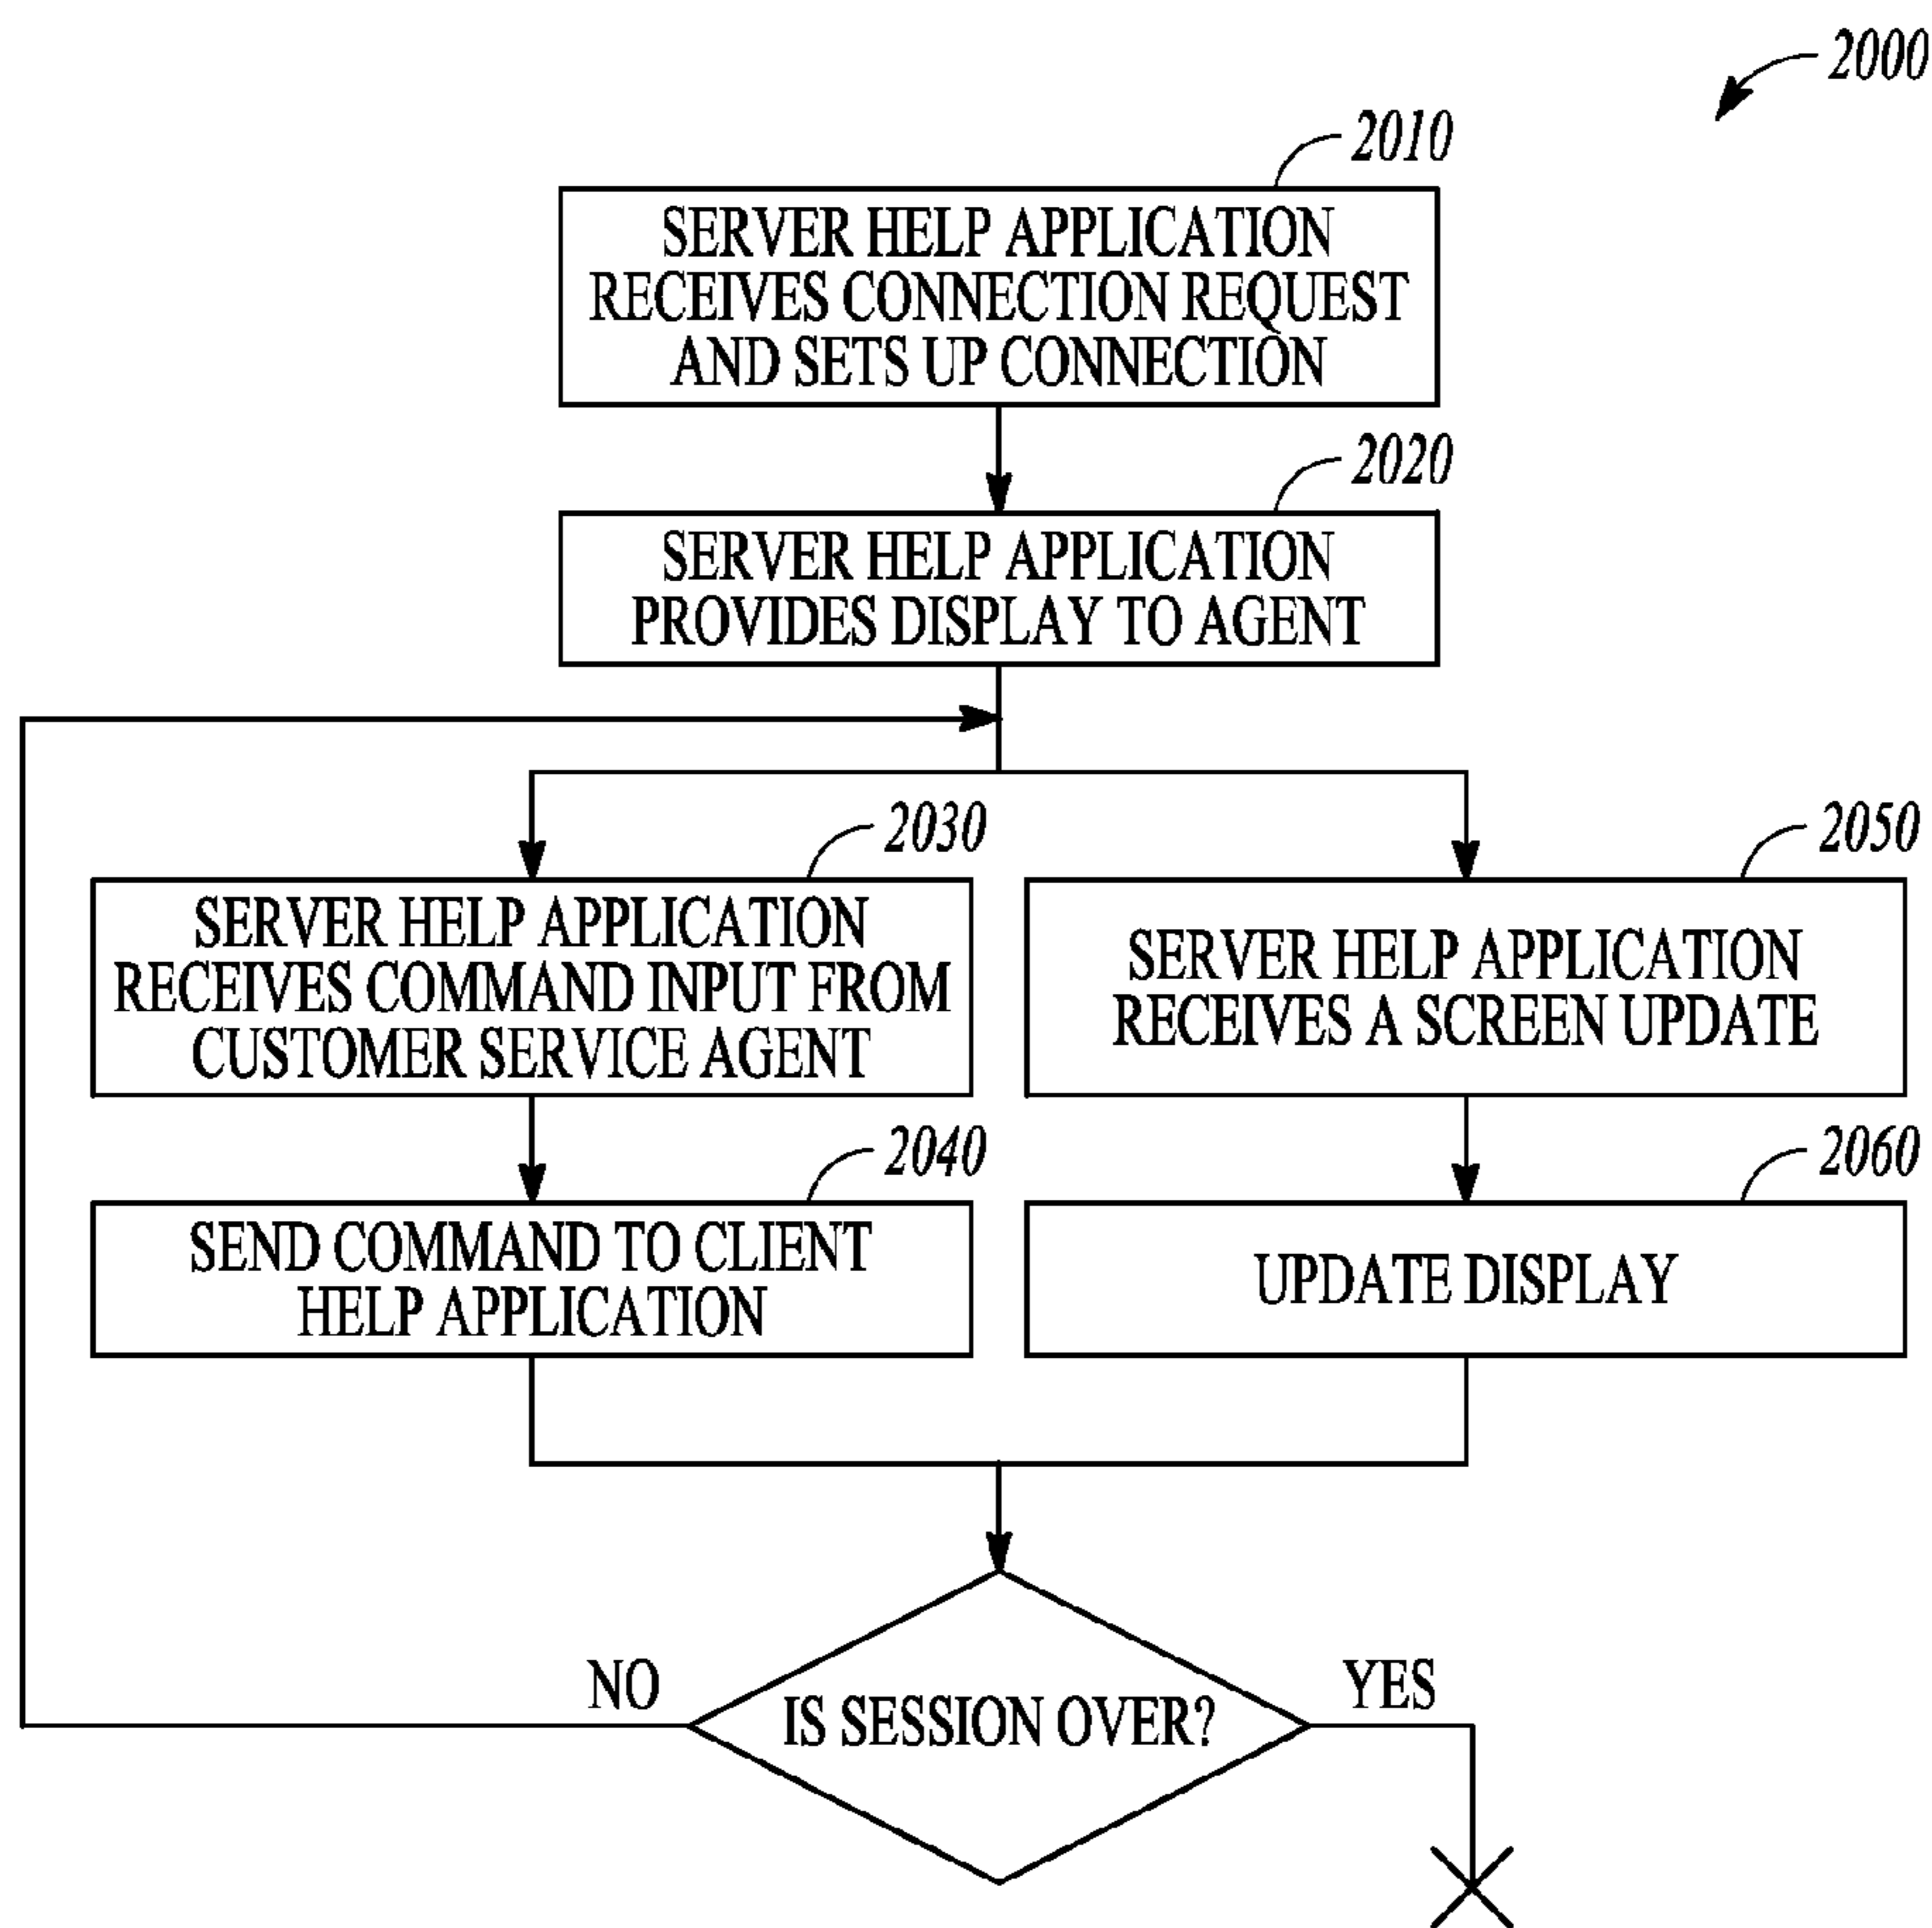 2000
2010
SERVER HELP APPLICATION
RECEIVES CONNECTION REQUEST
AND SETS UP CONNECTION
2020
SERVER HELP APPLICATION
PROVIDES DISPLAY TO AGENT
2030
SERVER HELP APPLICATION
RECEIVES COMMAND INPUT FROM
CUSTOMER SERVICE AGENT
2050
SERVER HELP APPLICATION
RECEIVES A SCREEN UPDATE
2040
SEND COMMAND TO CLIENT
HELP APPLICATION
2060
UPDATE DISPLAY
NO
IS SESSION OVER?
YES